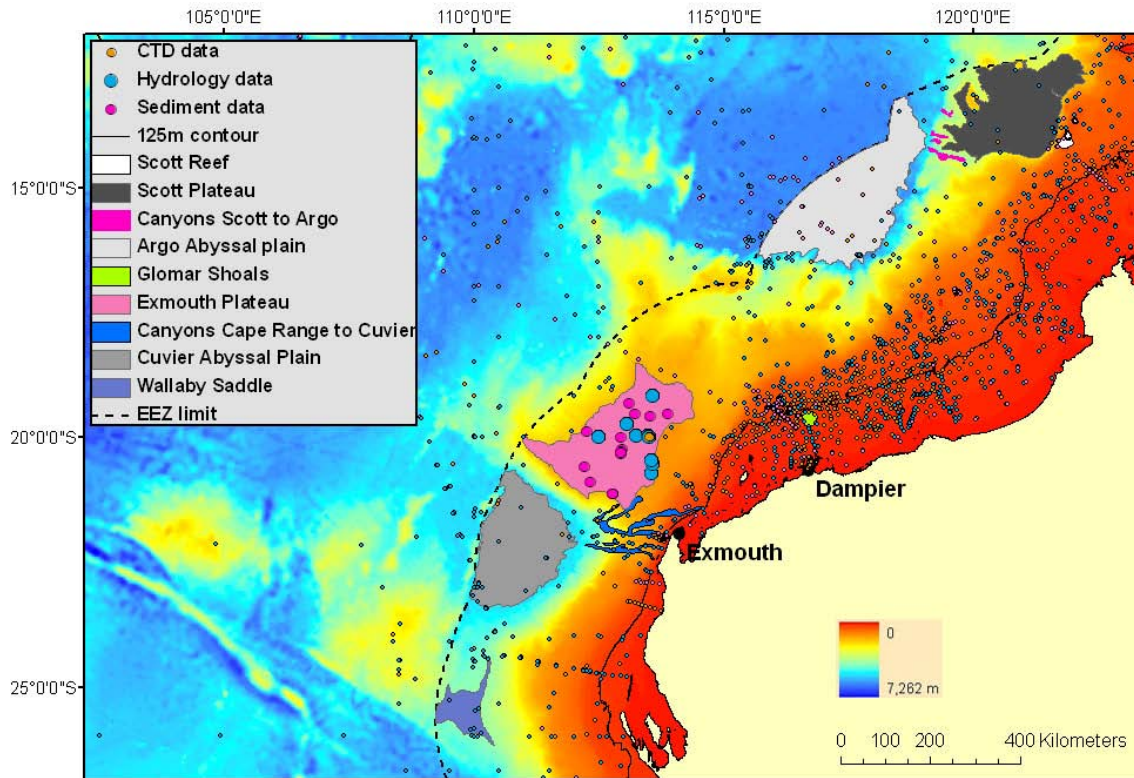 105°0'0"E 110°0'0"E 115°0'0"E 120°0'0"E
CTD data
Hydrology data
Sediment data
125m contour
Scott Reef
Scott Plateau
Canyons Scott to Argo
Argo Abyssal plain
Glomar Shoals
Exmouth Plateau
Canyons Cape Range to Cuvier
Cuvier Abyssal Plain
Wallaby Saddle
EEZ limit
15°0'0"S
20°0'0"S
Dampier
Exmouth
0
7,262 m
25°0'0"S
0 100 200 400 Kilometers